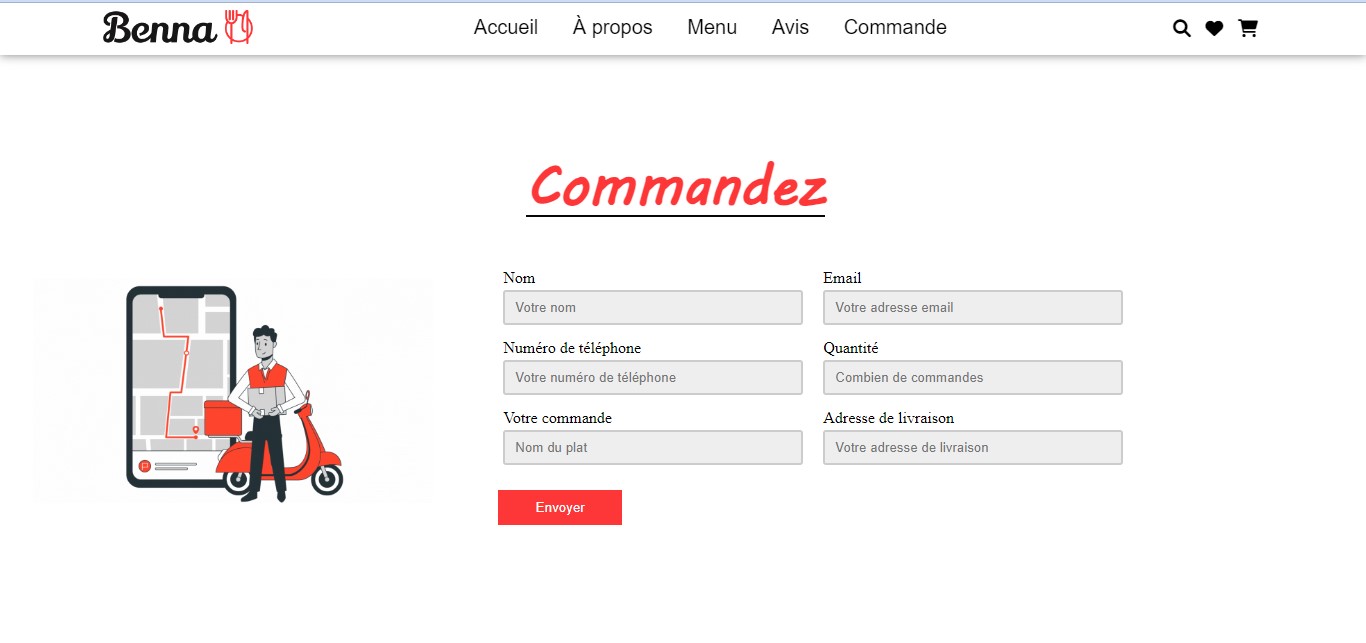 Benna
Accueil À propos Menu Avis Commande
Commandez
Nom Email
Votre nom Votre adresse email
Numéro de téléphone Quantité
Votre numéro de téléphone Combien de commandes
Votre commande Adresse de livraison
Nom du plat Votre adresse de livraison
Envoyer